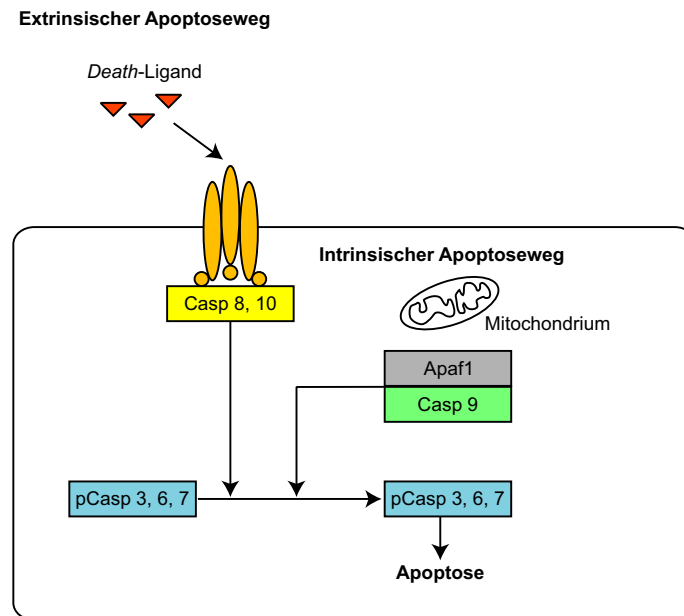 Extrinsischer Apoptoseweg
Death-Ligand
Intrinsischer Apoptoseweg
Casp 8, 10
Mitochondrium
Apaf1
Casp 9
pCasp 3, 6, 7
pCasp 3, 6, 7
Apoptose